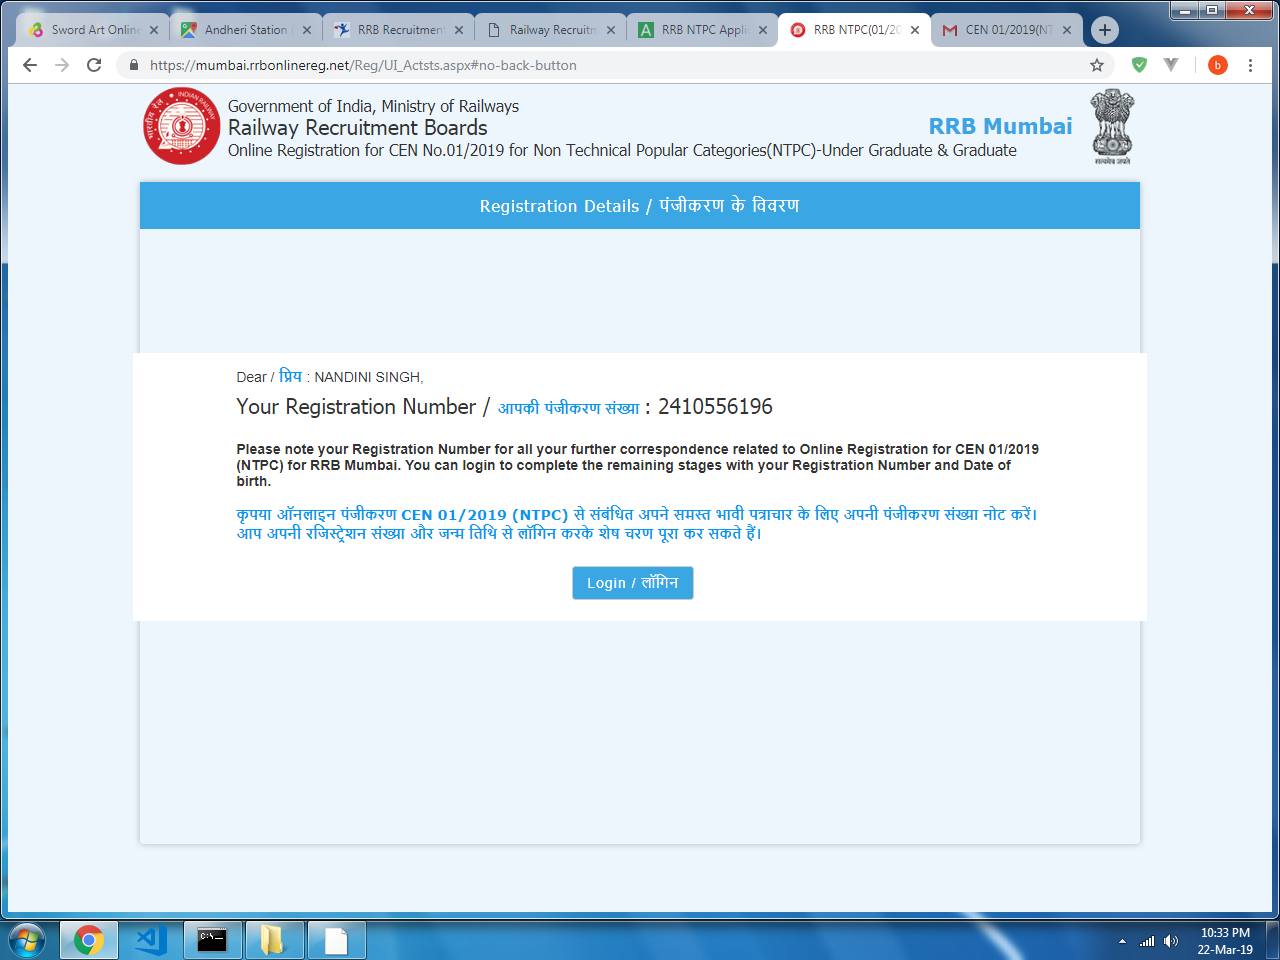 Sword Art Online
Andheri Station
RRB Recruitment
Railway Recruitm
RRB NTPC Applic
RRB NTPC(01/20
CEN 01/2019(NT
https://mumbai.rrbonlinereg.net/Reg/UI_Actsts.aspx#no-back-button
b
Government of India, Ministry of Railways
Railway Recruitment Boards
Online Registration for CEN No.01/2019 for Non Technical Popular Categories(NTPC)-Under Graduate & Graduate
RRB Mumbai
सत्यमेव जयते
INDIAN RAILWAY
भारतीय रेल
Registration Details / पंजीकरण के विवरण
Dear / प्रिय : NANDINI SINGH,
Your Registration Number / आपकी पंजीकरण संख्या : 2410556196
Please note your Registration Number for all your further correspondence related to Online Registration for CEN 01/2019
(NTPC) for RRB Mumbai. You can login to complete the remaining stages with your Registration Number and Date of
birth.
कृपया ऑनलाइन पंजीकरण CEN 01/2019 (NTPC) से संबंधित अपने समस्त भावी पत्राचार के लिए अपनी पंजीकरण संख्या नोट करें।
आप अपनी रजिस्ट्रेशन संख्या और जन्म तिथि से लॉगिन करके शेष चरण पूरा कर सकते हैं।
Login / लॉगिन
C:\_
10:33 PM
22-Mar-19